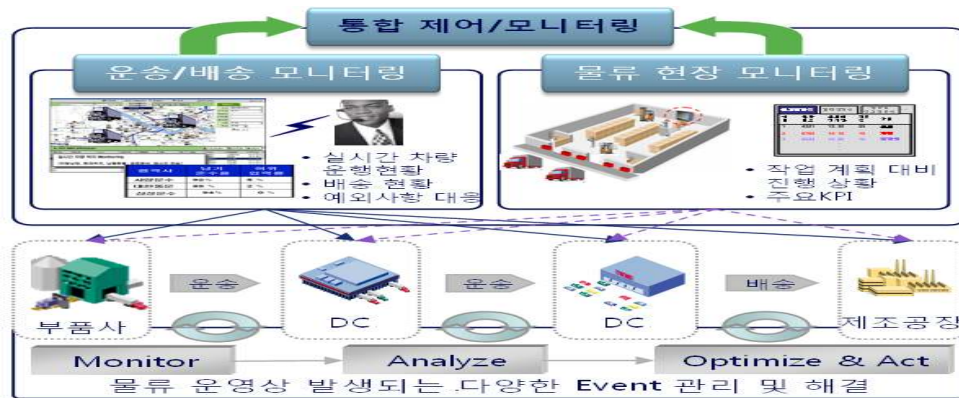 통합 제어/모니터링
운송/배송 모니터링
물류 현장 모니터링
• 실시간 차량
운행현황
• 배송 현황
• 예외사항 대응
• 작업 계획 대비
진행 상황
• 주요KPI
운송
운송
배송
부품사
DC
DC
제조공장
Monitor
Analyze
Optimize & Act
물류 운영상 발생되는 다양한 Event 관리 및 해결